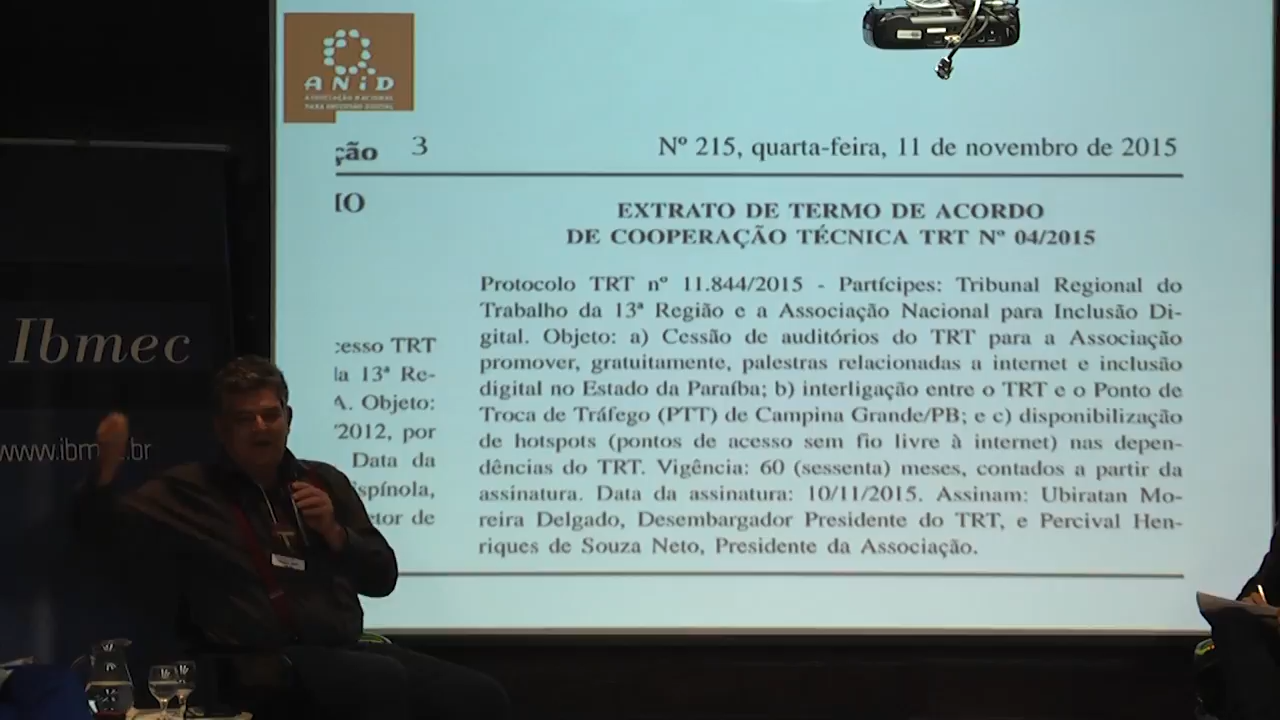 ANiD
ASSOCIAÇÃO NACIONAL
PARA INCLUSÃO DIGITAL
ção 3 Nº 215, quarta-feira, 11 de novembro de 2015
EXTRATO DE TERMO DE ACORDO
DE COOPERAÇÃO TÉCNICA TRT Nº 04/2015
Protocolo TRT nº 11.844/2015 - Partícipes: Tribunal Regional do
Trabalho da 13ª Região e a Associação Nacional para Inclusão Di-
gital. Objeto: a) Cessão de auditórios do TRT para a Associação
promover, gratuitamente, palestras relacionadas a internet e inclusão
digital no Estado da Paraíba; b) interligação entre o TRT e o Ponto de
Troca de Tráfego (PTT) de Campina Grande/PB; e c) disponibilização
de hotspots (pontos de acesso sem fio livre à internet) nas depen-
dências do TRT. Vigência: 60 (sessenta) meses, contados a partir da
assinatura. Data da assinatura: 10/11/2015. Assinam: Ubiratan Mo-
reira Delgado, Desembargador Presidente do TRT, e Percival Hen-
riques de Souza Neto, Presidente da Associação.
IO
cesso TRT
la 13ª Re-
A. Objeto:
2012, por
Data da
spínola,
etor de
Ibmec
www.ibm .br